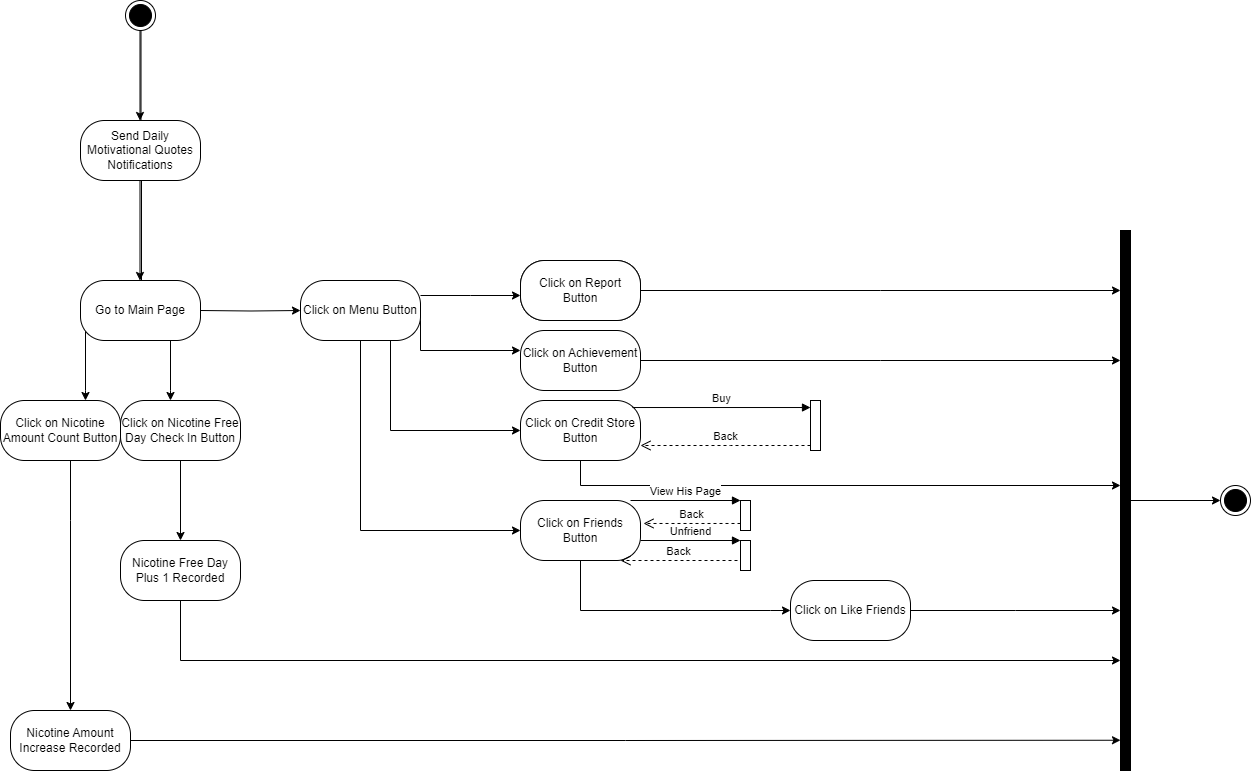 Send Daily
Motivational Quotes
Notifications
Go to Main Page
Click on Menu Button
Click on Report
Button
Click on Achievement
Button
Click on Nicotine
Amount Count Button
Click on Nicotine Free
Day Check In Button
Click on Credit Store
Button
Buy
Back
View His Page
Back
Click on Friends
Button
Unfriend
Back
Nicotine Free Day
Plus 1 Recorded
Click on Like Friends
Nicotine Amount
Increase Recorded